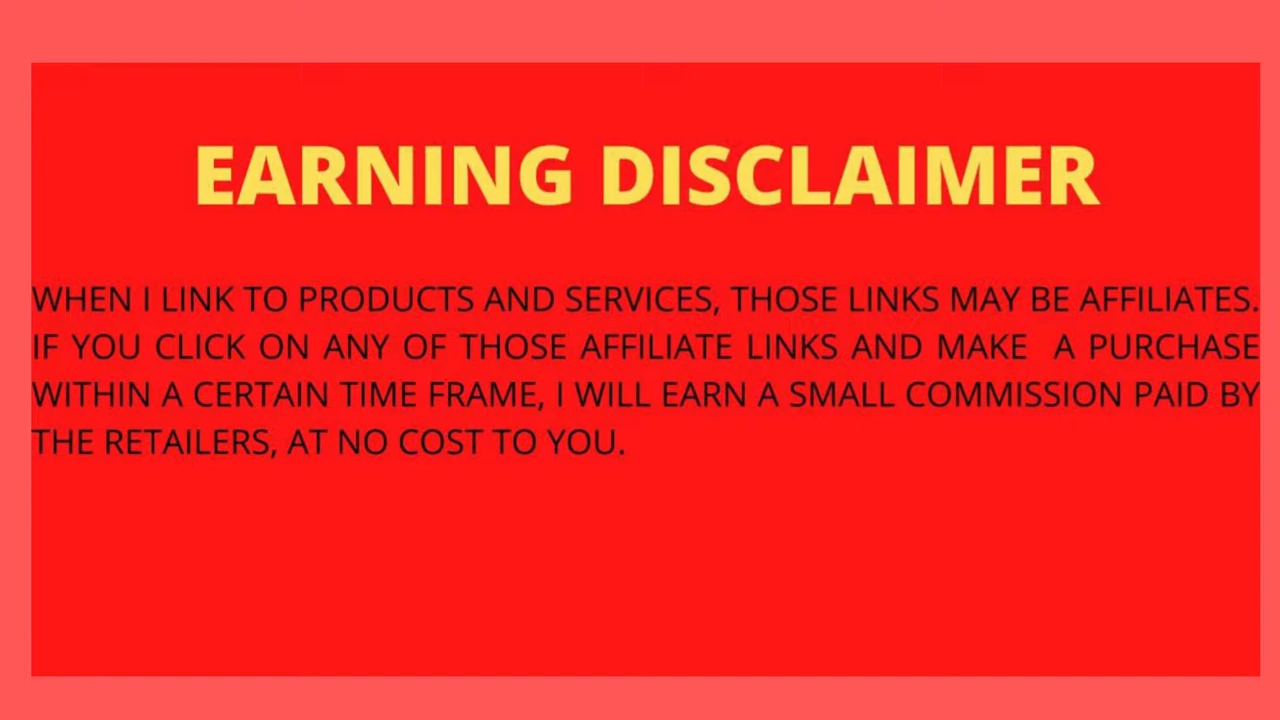 EARNING DISCLAIMER
WHEN I LINK TO PRODUCTS AND SERVICES, THOSE LINKS MAY BE AFFILIATES.
IF YOU CLICK ON ANY OF THOSE AFFILIATE LINKS AND MAKE A PURCHASE
WITHIN A CERTAIN TIME FRAME, I WILL EARN A SMALL COMMISSION PAID BY
THE RETAILERS, AT NO COST TO YOU.